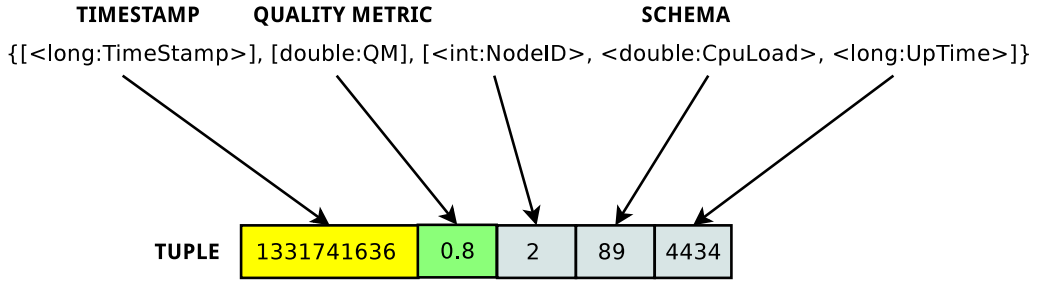 TIMESTAMP QUALITY METRIC SCHEMA
{[<long:TimeStamp>], [double:QM], [<int:NodeID>, <double:CpuLoad>, <long:UpTime>]}
TUPLE 1331741636 0.8 2 89 4434